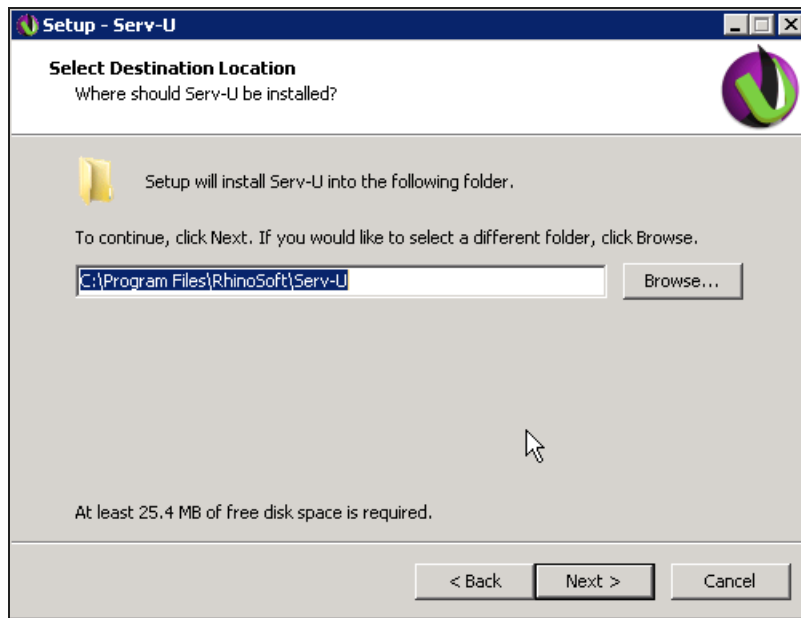 Setup - Serv-U
Select Destination Location
Where should Serv-U be installed?
Setup will install Serv-U into the following folder.
To continue, click Next. If you would like to select a different folder, click Browse.
C:\Program Files\RhinoSoft\Serv-U
Browse...
At least 25.4 MB of free disk space is required.
< Back Next > Cancel